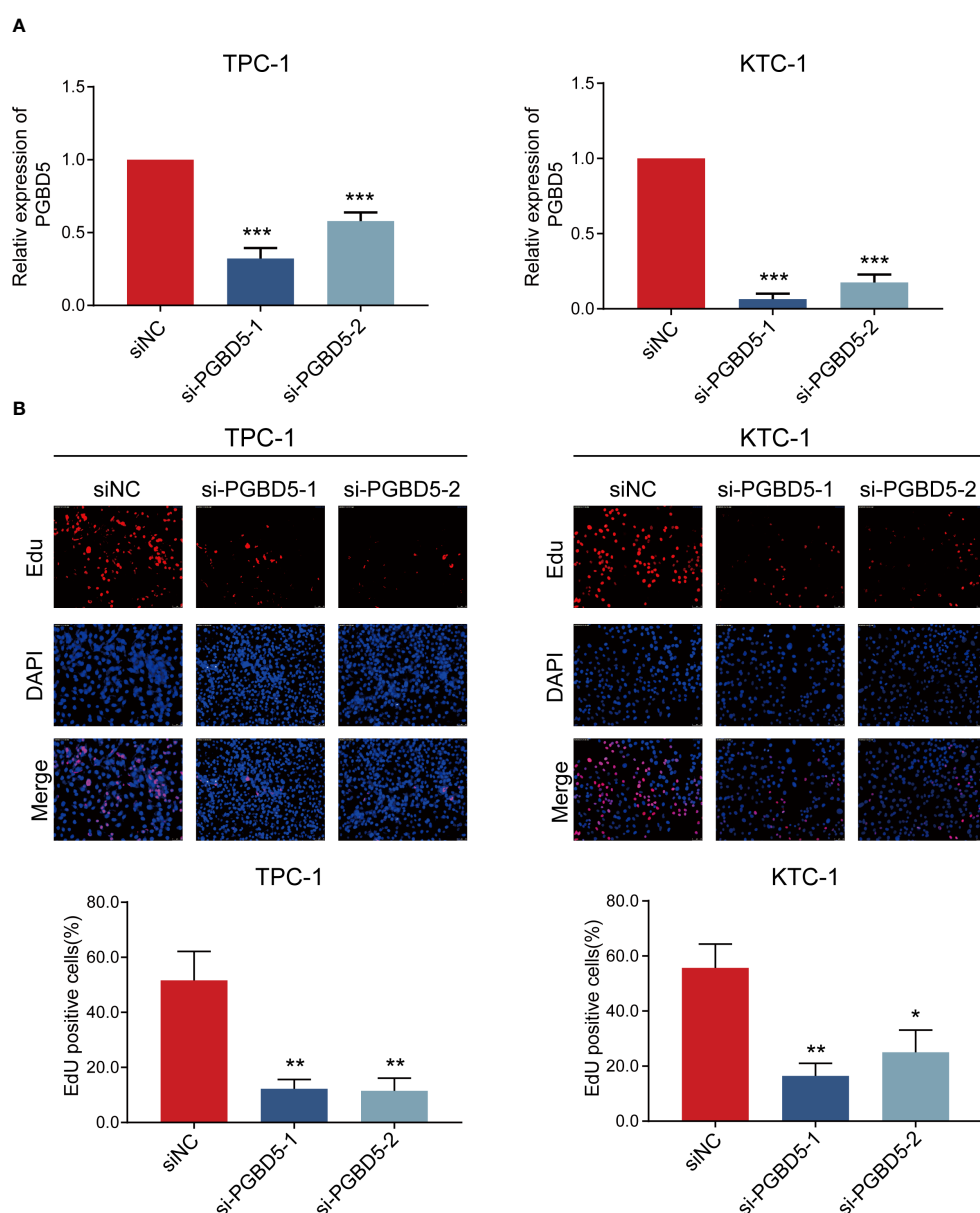 A
TPC-1
Relativ expression of
PGBD5
1.5
1.0
0.5
0.0
***
***
siNC
si-PGBD5-1
si-PGBD5-2
KTC-1
Relativ expression of
PGBD5
1.5
1.0
0.5
0.0
***
***
siNC
si-PGBD5-1
si-PGBD5-2
B
TPC-1
siNC si-PGBD5-1 si-PGBD5-2
Edu
DAPI
Merge
KTC-1
siNC si-PGBD5-1 si-PGBD5-2
Edu
DAPI
Merge
TPC-1
EdU positive cells(%)
80.0
60.0
40.0
20.0
0.0
**
**
siNC
si-PGBD5-1
si-PGBD5-2
KTC-1
EdU positive cells(%)
80.0
60.0
40.0
20.0
0.0
**
*
siNC
si-PGBD5-1
si-PGBD5-2